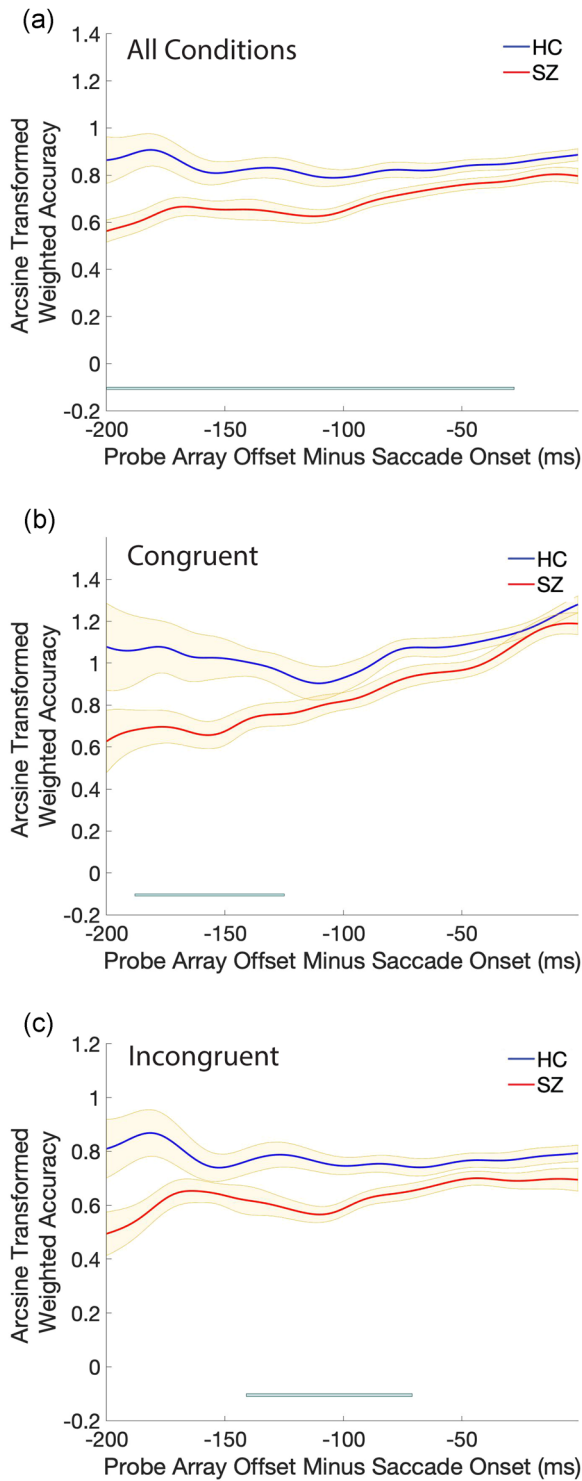 (a)
All Conditions
HC
SZ
1.4
1.2
1
0.8
0.6
0.4
0.2
0
-0.2
Arcsine Transformed
Weighted Accuracy
-200
-150
-100
-50
Probe Array Offset Minus Saccade Onset (ms)
(b)
Congruent
HC
SZ
1.4
1.2
1
0.8
0.6
0.4
0.2
0
-0.2
Arcsine Transformed
Weighted Accuracy
-200
-150
-100
-50
Probe Array Offset Minus Saccade Onset (ms)
(c)
Incongruent
HC
SZ
1.2
1
0.8
0.6
0.4
0.2
0
-0.2
Arcsine Transformed
Weighted Accuracy
-200
-150
-100
-50
Probe Array Offset Minus Saccade Onset (ms)